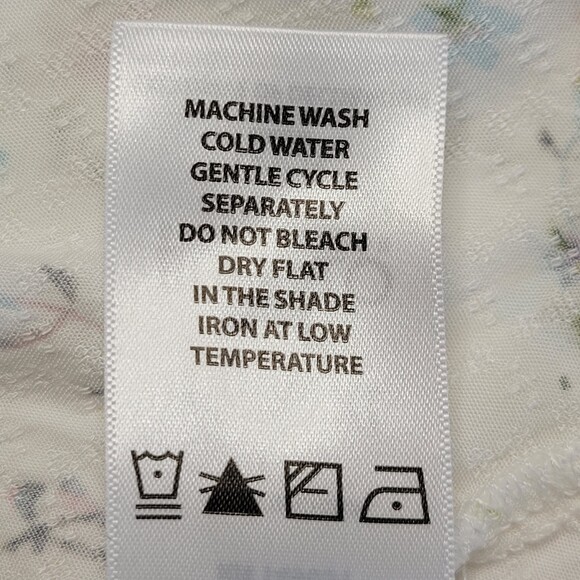 MACHINE WASH
COLD WATER
GENTLE CYCLE
SEPARATELY
DO NOT BLEACH
DRY FLAT
IN THE SHADE
IRON AT LOW
TEMPERATURE